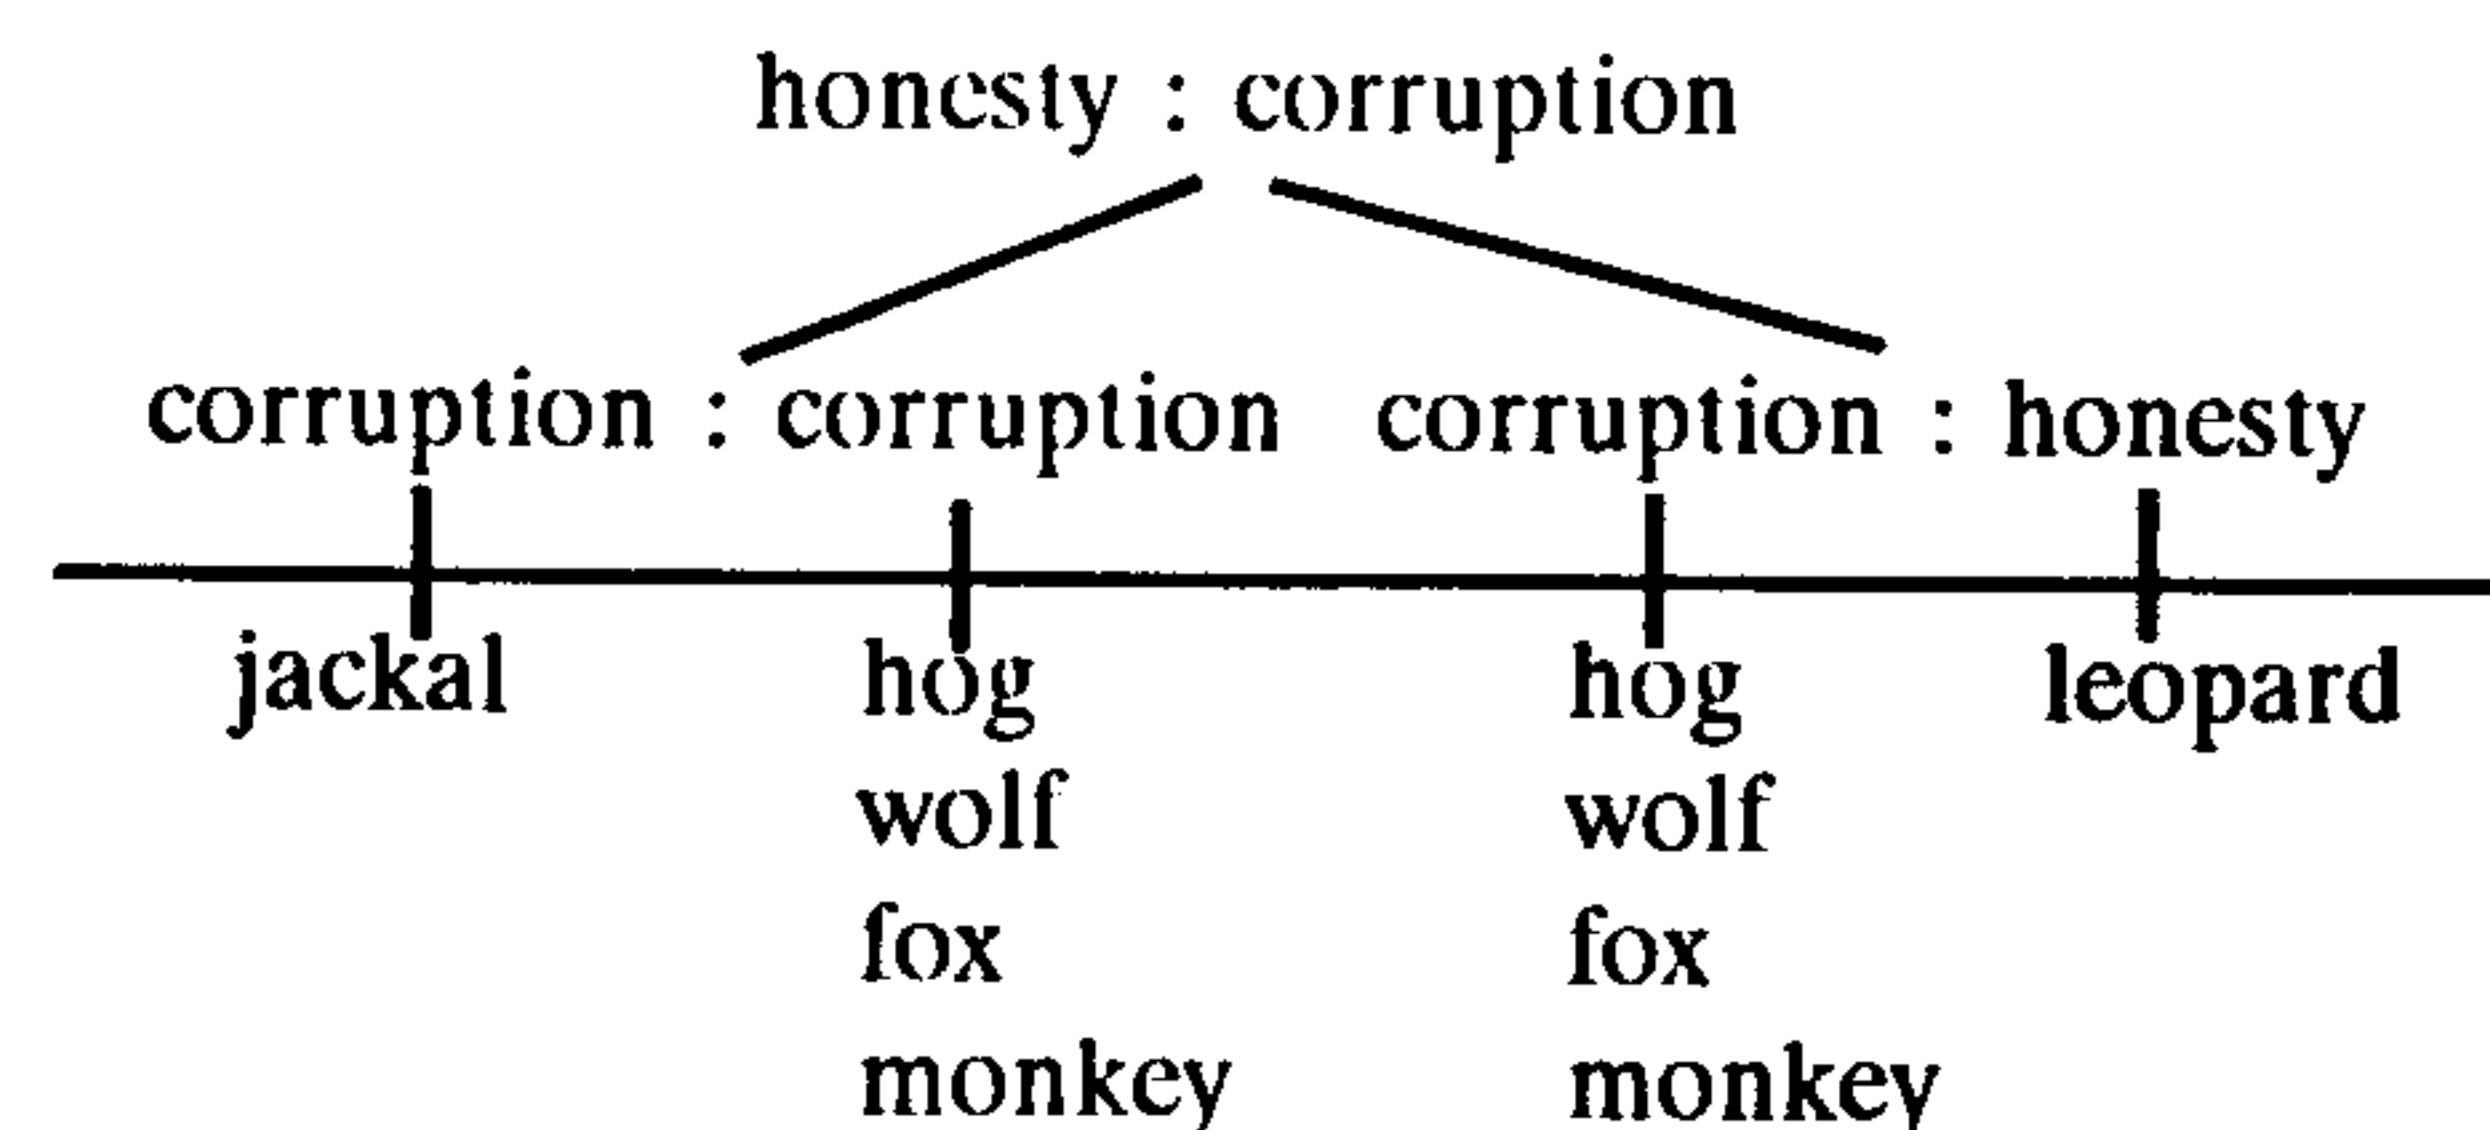 honesty : corruption
corruption : corruption corruption : honesty
jackal hog hog leopard
wolf wolf
fox fox
monkey monkey